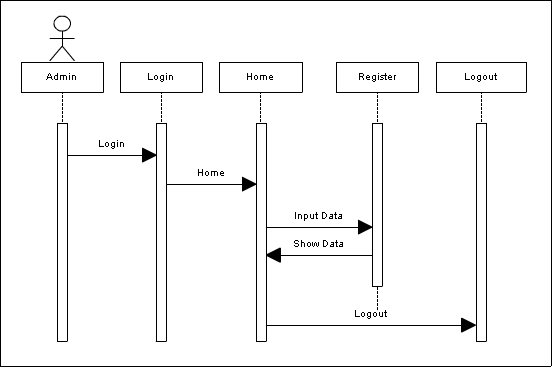 Admin
Login
Home
Register
Logout
Login
Home
Input Data
Show Data
Logout